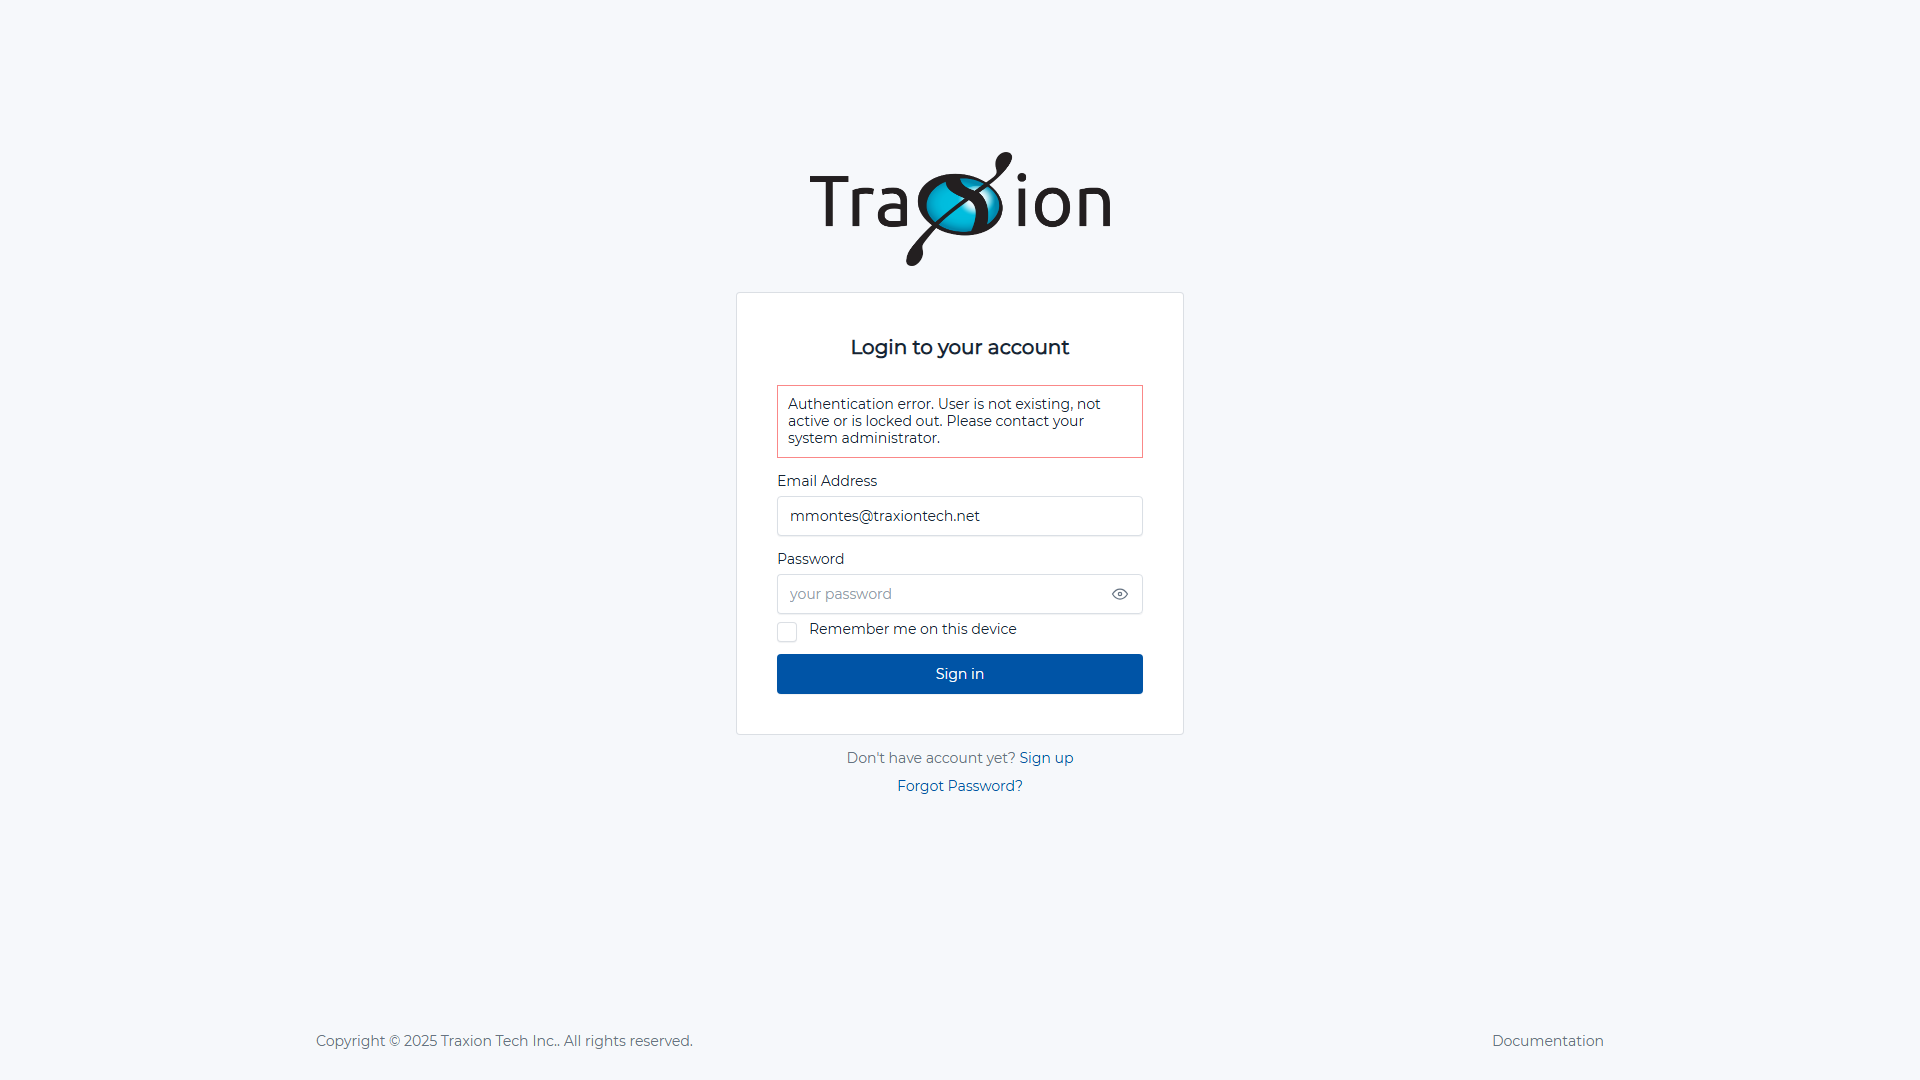 Traxion
Login to your account
Authentication error. User is not existing, not
active or is locked out. Please contact your
system administrator.
Email Address
mmontes@traxiontech.net
Password
your password
Remember me on this device
Sign in
Don't have account yet? Sign up
Forgot Password?
Copyright © 2025 Traxion Tech Inc.. All rights reserved.
Documentation